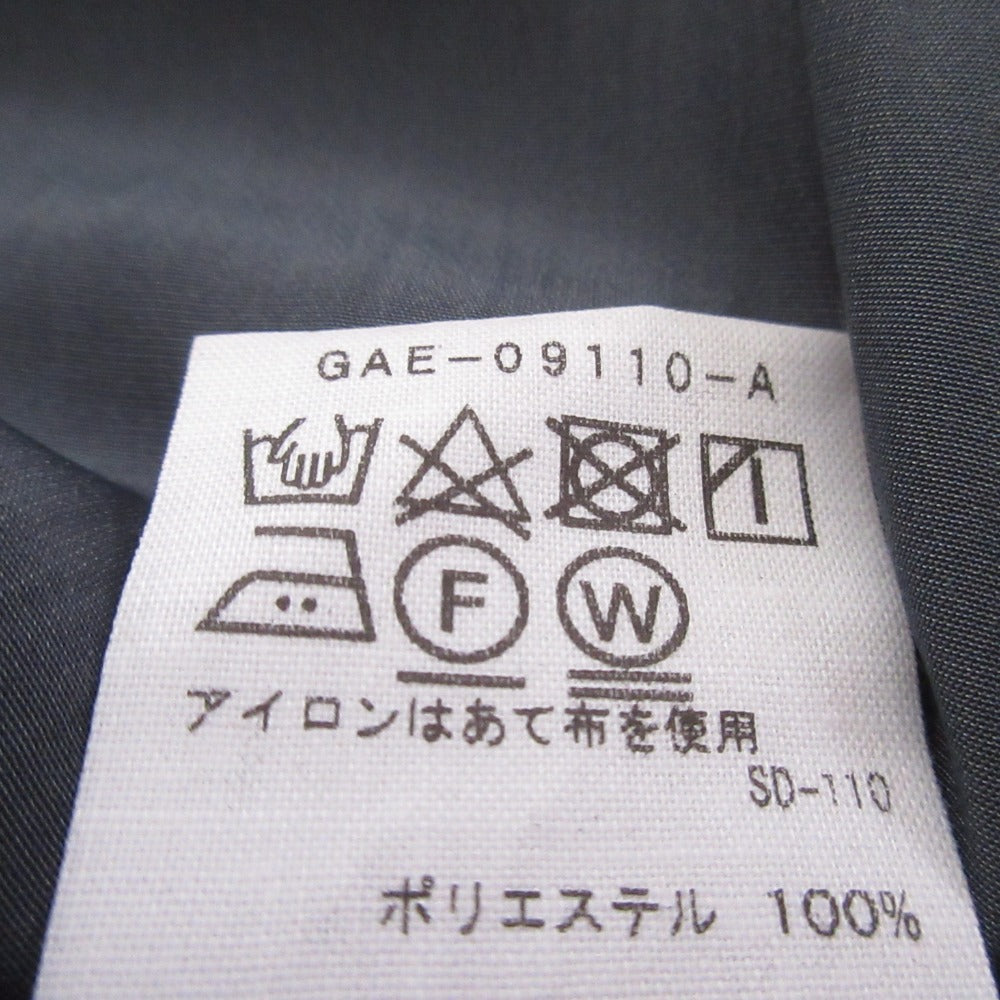 GAE-09110-A
F W
アイロンはあて布を使用
SD-110
ポリエステル 100%